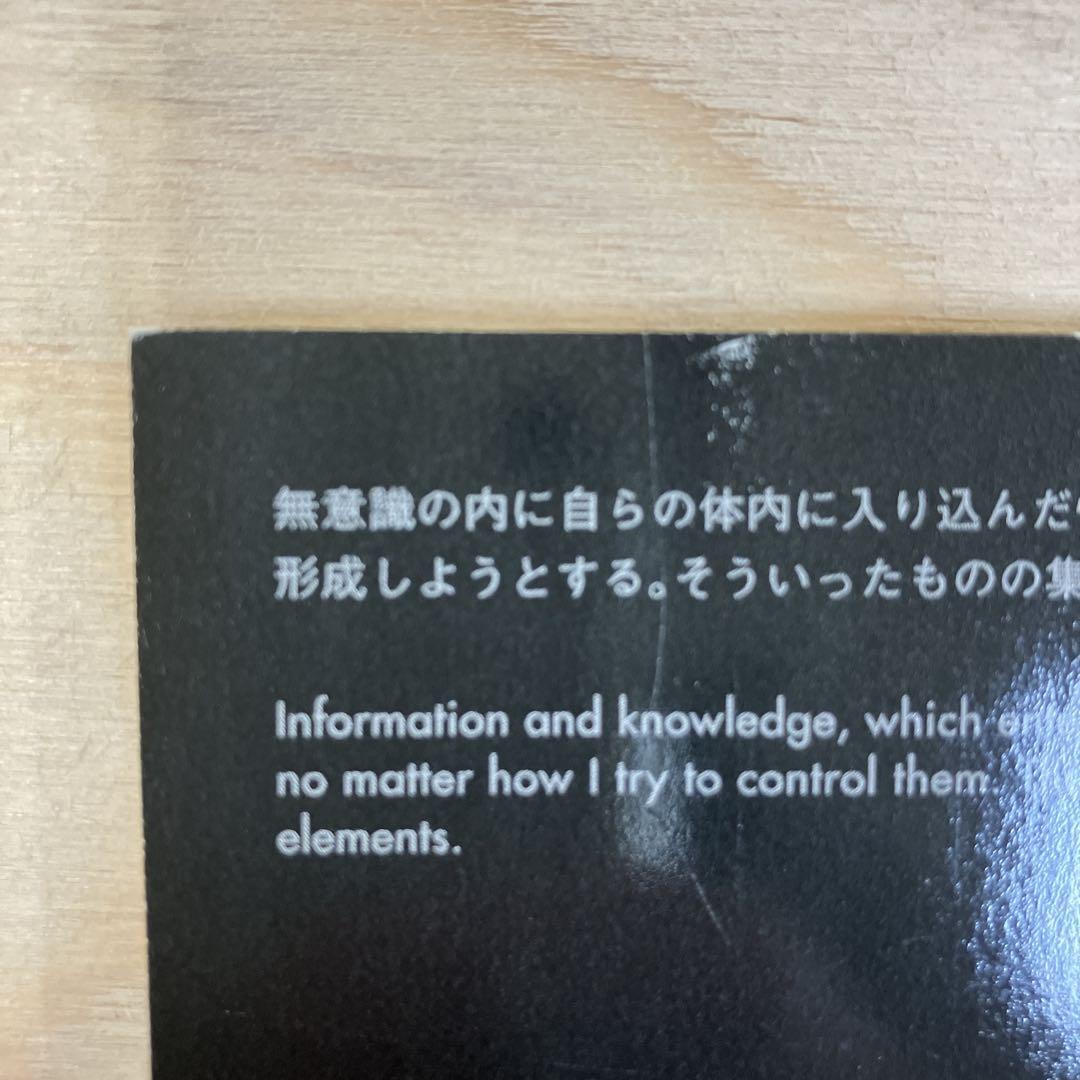 無意識の内に自らの体内に入り込んだ
形成しようとする。そういったものの集
Information and knowledge, which
no matter how I try to control them.
elements.